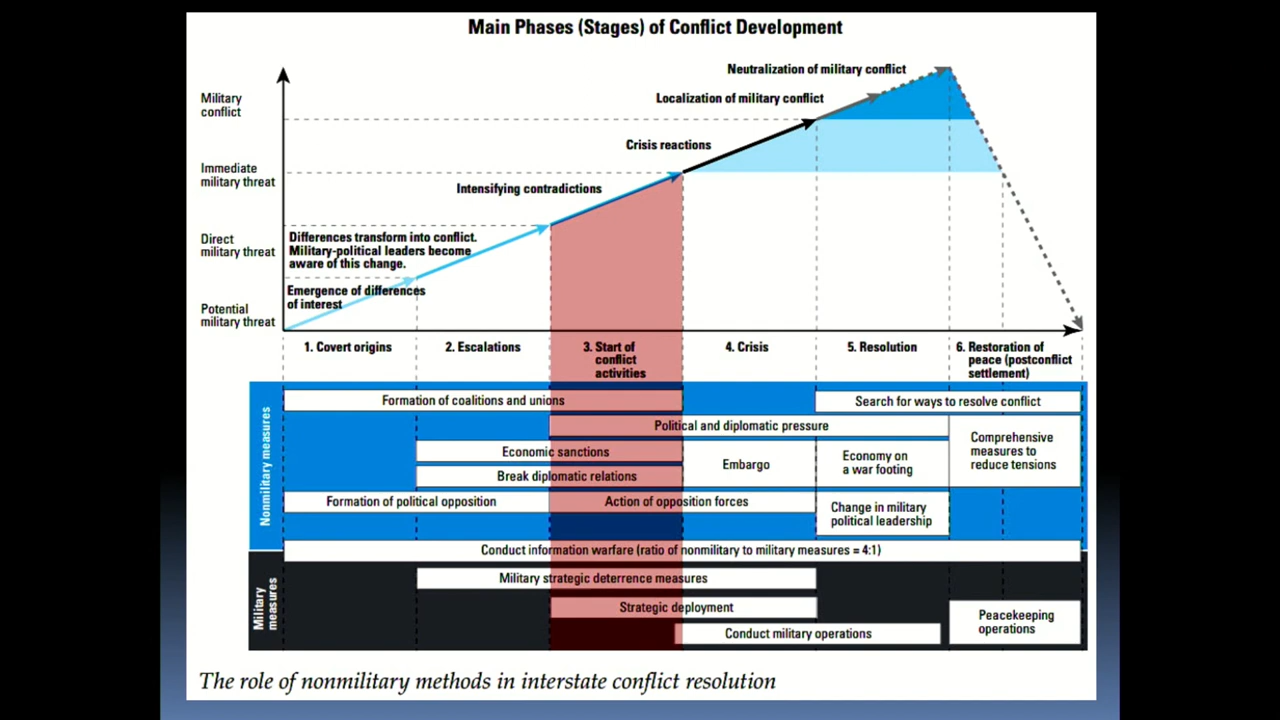 Main Phases (Stages) of Conflict Development
Neutralization of military conflict
Military
conflict
Localization of military conflict
Crisis reactions
Immediate
military threat
Intensifying contradictions
Direct
military threat
Differences transform into conflict.
Military-political leaders become
aware of this change.
Emergence of differences
of interest
Potential
military threat
1. Covert origins
2. Escalations
3. Start of
conflict
activities
4. Crisis
5. Resolution
6. Restoration of
peace (postconflict
settlement)
Nonmilitary measures
Formation of coalitions and unions
Search for ways to resolve conflict
Political and diplomatic pressure
Economic sanctions
Break diplomatic relations
Embargo
Economy on
a war footing
Comprehensive
measures to
reduce tensions
Formation of political opposition
Action of opposition forces
Change in military
political leadership
Conduct information warfare (ratio of nonmilitary to military measures = 4:1)
Military
measures
Military strategic deterrence measures
Strategic deployment
Conduct military operations
Peacekeeping
operations
The role of nonmilitary methods in interstate conflict resolution